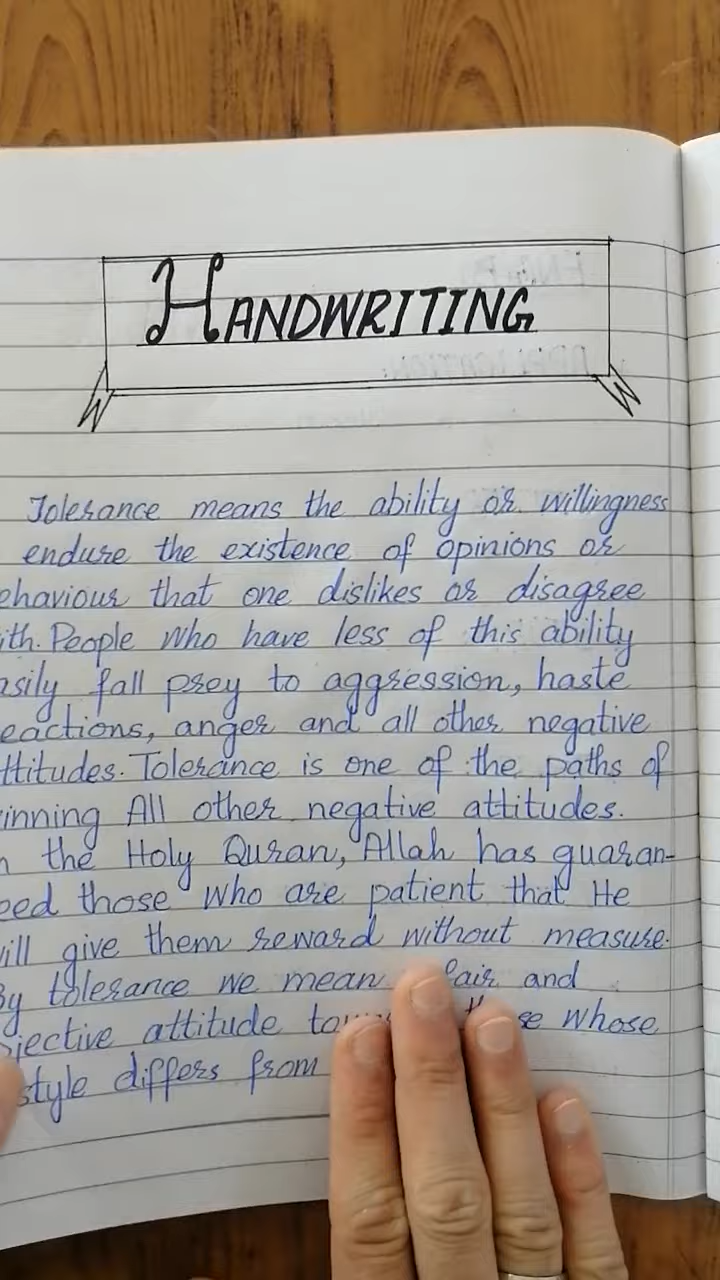 HANDWRITING
Tolerance means the ability or willingness
endure the existence of opinions or
ehaviour that one dislikes or disagree
ith. People who have less of this ability
asily fall prey to aggression, haste
eactions, anger and all other negative
ttitudes. Tolerance is one of the paths of
inning All other negative attitudes.
n the Holy Quran, Allah has guaran-
eed those who are patient that He
ill give them reward without measure.
By tolerance we mean fair and
jective attitude whose
style differs from